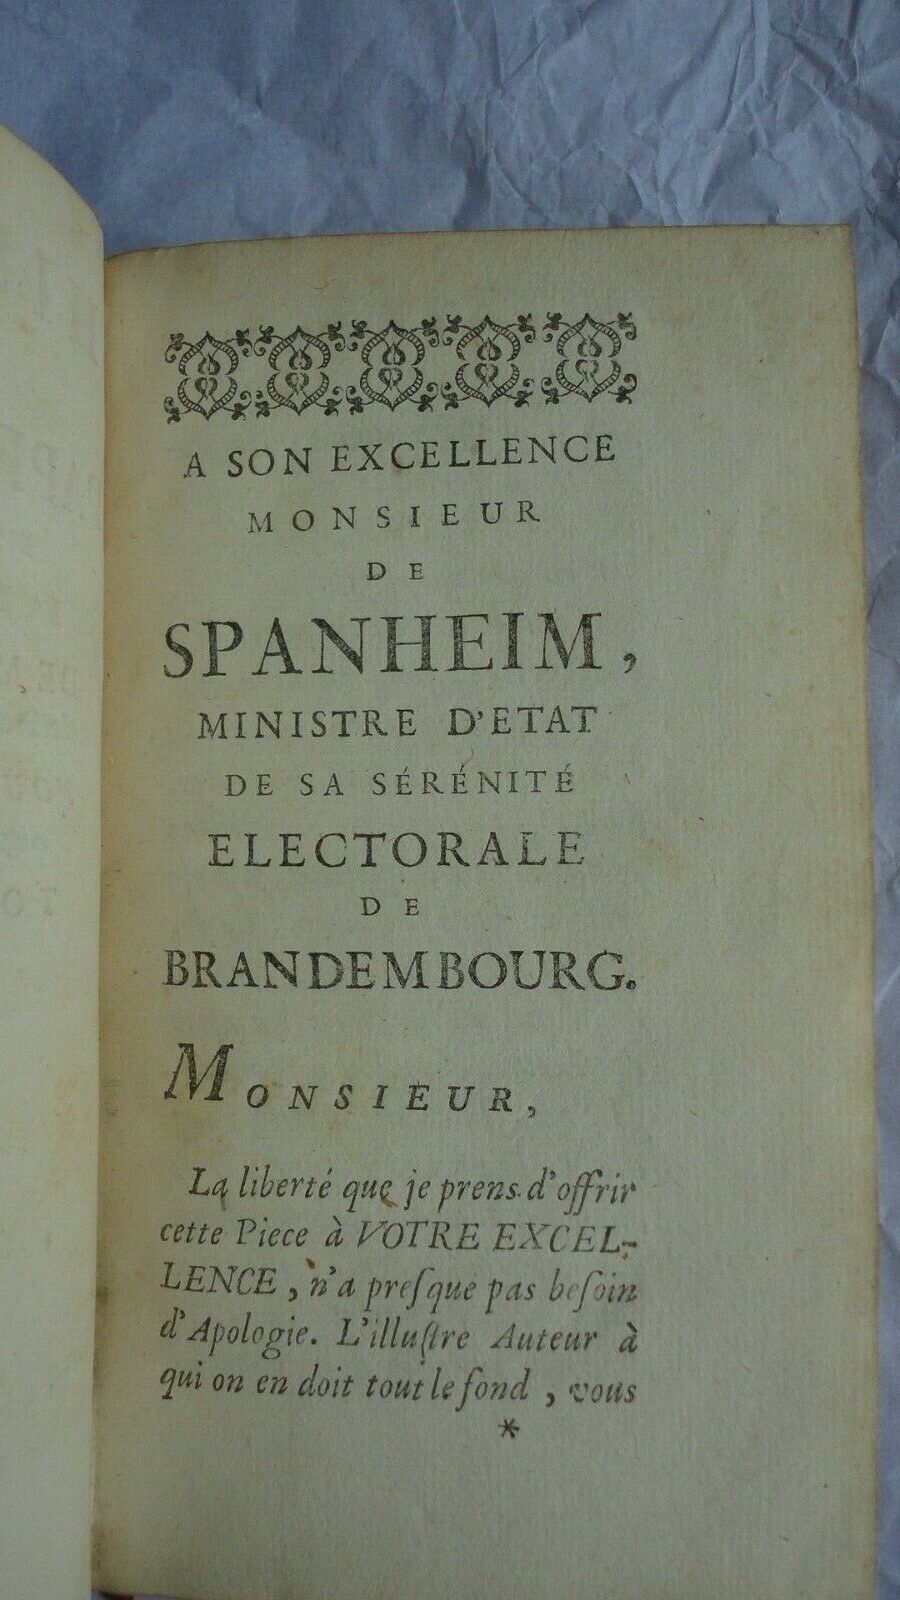 A SON EXCELLENCE
MONSIEUR
DE
SPANHEIM,
MINISTRE D'ETAT
DE SA SÉRÉNITÉ
ELECTORALE
DE
BRANDEMBOURG.
MONSIEUR,
La liberté que je prens d'offrir
cette Piece à VOTRE EXCEL-
LENCE, n'a preſque pas beſoin
d'Apologie. L'illuſtre Auteur à
qui on en doit tout le fond, vous
*